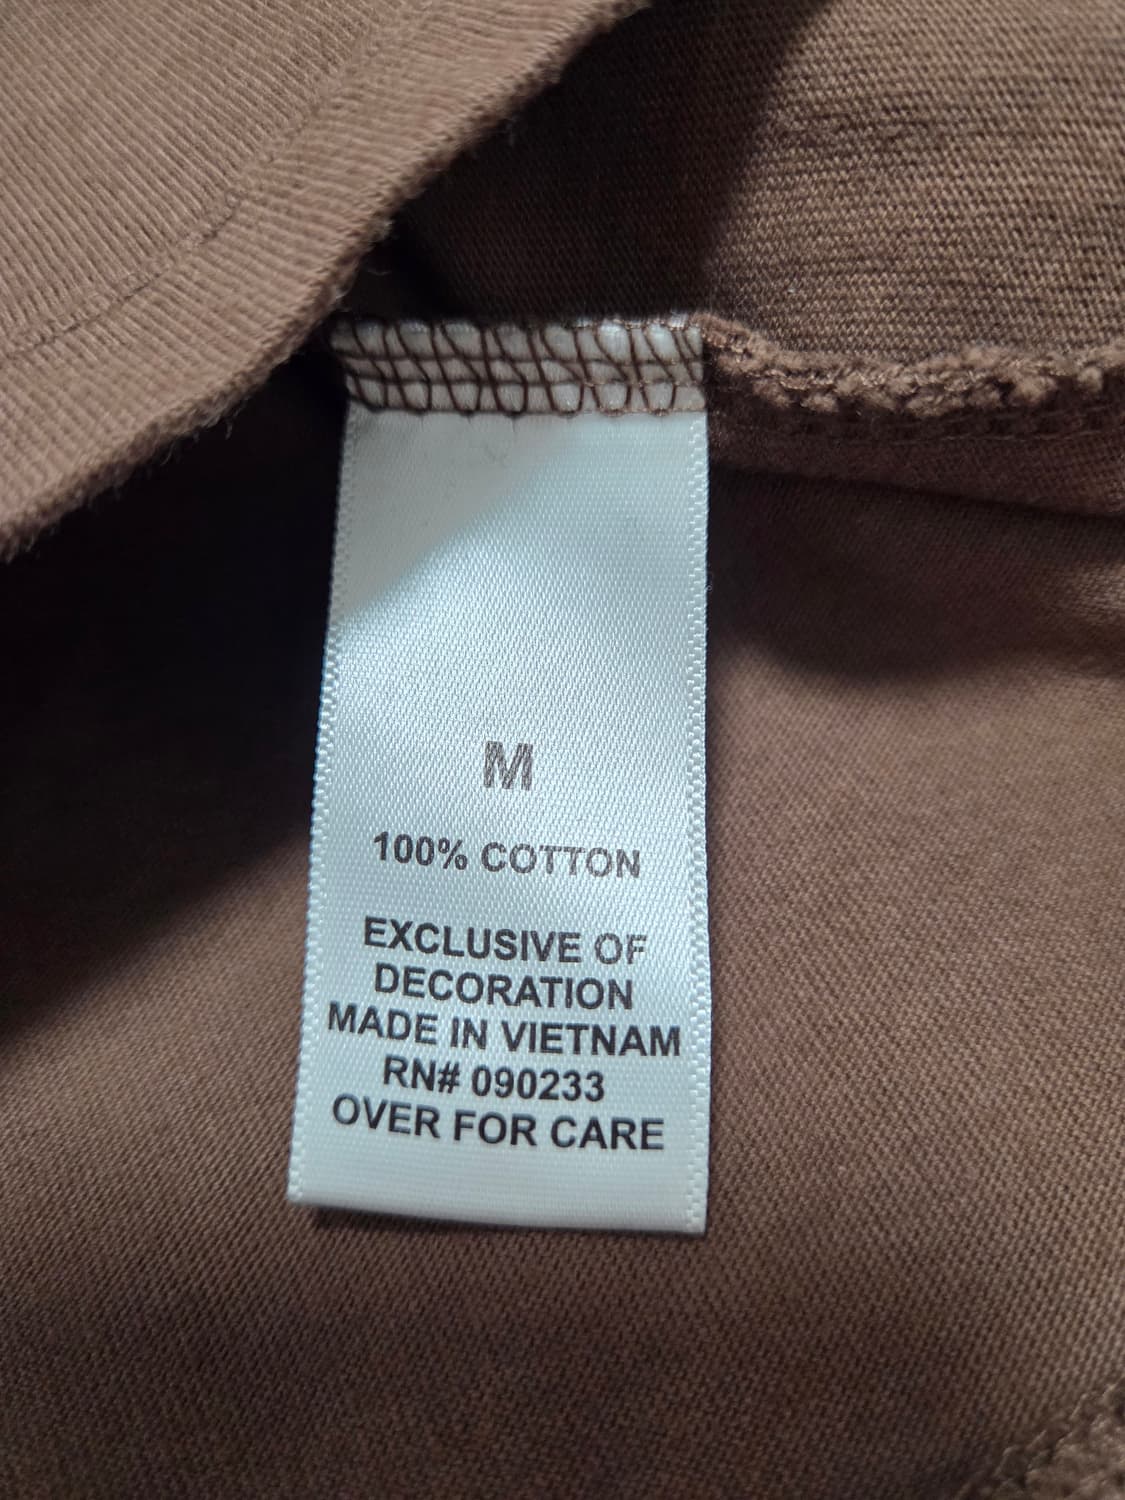 M
100% COTTON
EXCLUSIVE OF
DECORATION
MADE IN VIETNAM
RN# 090233
OVER FOR CARE